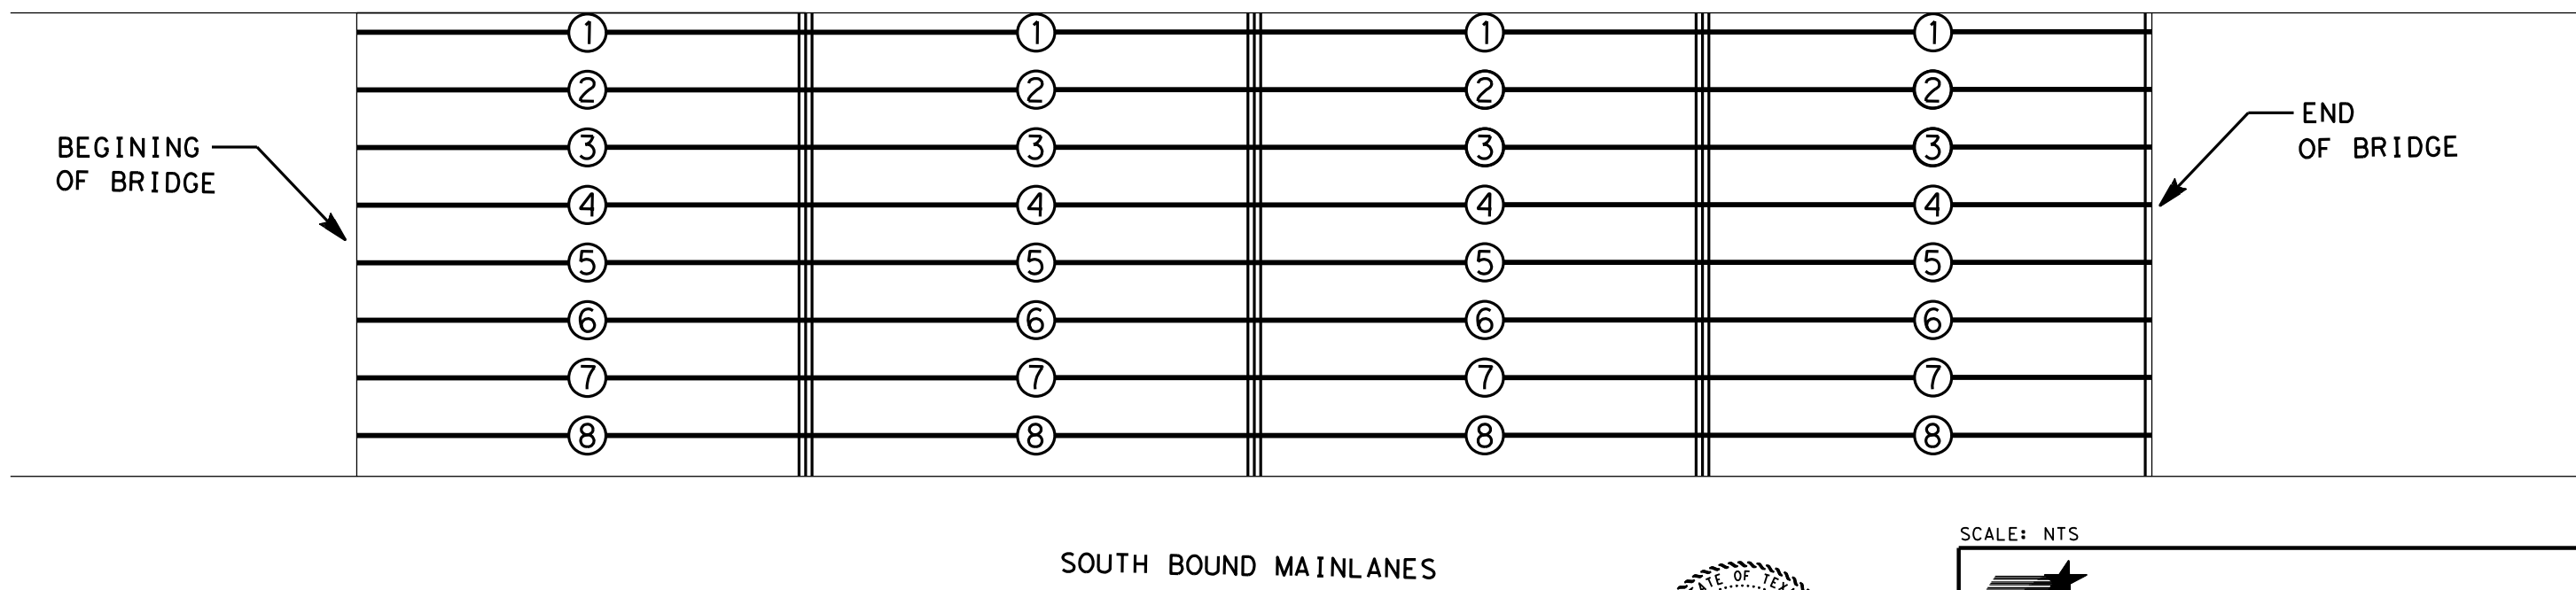 1 1 1 1
2 2 2 2
END
BEGINING
3 3 3 3
OF BRIDGE
OF BRIDGE
4 4 4 4
5 5 5 5
6 6 6 6
7 7 7 7
8 8 8 8
SCALE: NTS
SOUTH BOUND MAINLANES
OF